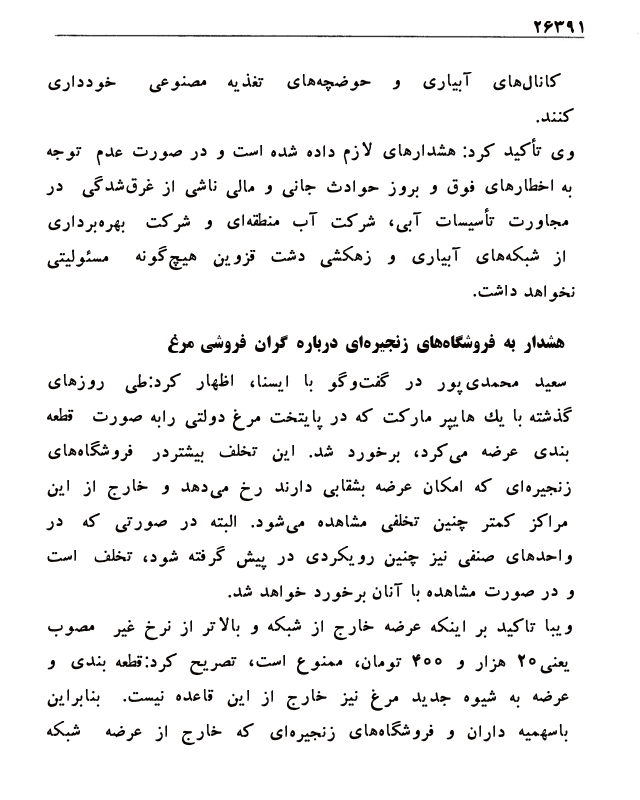 ۲۶۳۹۱
کانال‌های آبیاری و حوضچه‌های تغذیه مصنوعی خودداری
کنند.
وی تأکید کرد: هشدارهای لازم داده شده است و در صورت عدم توجه
به اخطارهای فوق و بروز حوادث جانی و مالی ناشی از غرق‌شدگی در
مجاورت تأسیسات آبی، شرکت آب منطقه‌ای و شرکت بهره‌برداری
از شبکه‌های آبیاری و زهکشی دشت قزوین هیچ‌گونه مسئولیتی
نخواهد داشت.
هشدار به فروشگاه‌های زنجیره‌ای درباره گران فروشی مرغ
سعید محمدی‌پور در گفت‌وگو با ایسنا، اظهار کرد:طی روزهای
گذشته با یك هایپر مارکت که در پایتخت مرغ دولتی رابه صورت قطعه
بندی عرضه می‌کرد، برخورد شد. این تخلف بیشتردر فروشگاه‌های
زنجیره‌ای که امکان عرضه بشقابی دارند رخ می‌دهد و خارج از این
مراکز کمتر چنین تخلفی مشاهده می‌شود. البته در صورتی که در
واحدهای صنفی نیز چنین رویکردی در پیش گرفته شود، تخلف است
و در صورت مشاهده با آنان برخورد خواهد شد.
ویبا تاکید بر اینکه عرضه خارج از شبکه و بالاتر از نرخ غیر مصوب
یعنی۲۰ هزار و ۴۰۰ تومان، ممنوع است، تصریح کرد:قطعه بندی و
عرضه به شیوه جدید مرغ نیز خارج از این قاعده نیست. بنابراین
باسهمیه داران و فروشگاه‌های زنجیره‌ای که خارج از عرضه شبکه